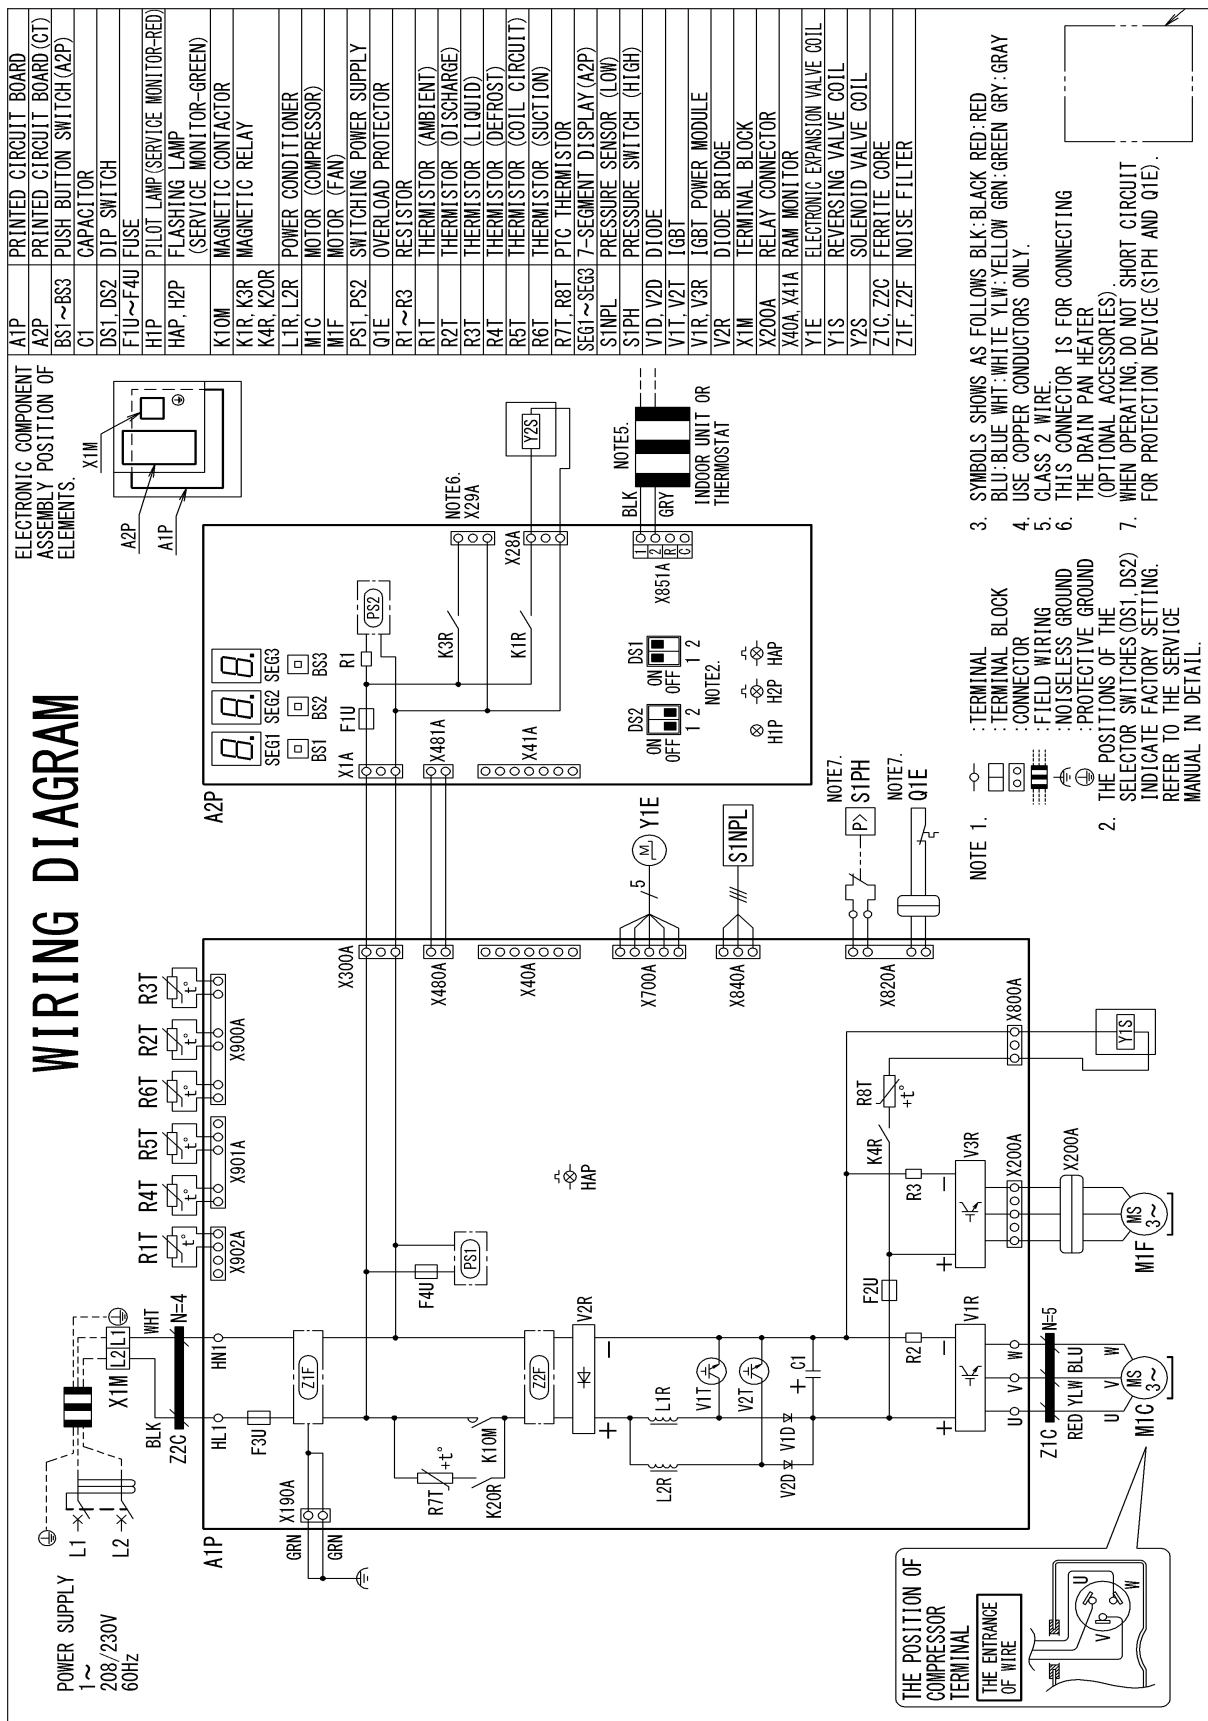 WIRING DIAGRAM
POWER SUPPLY
1~
208/230V
60Hz
L1
L2
X1M
L2 L1
BLK
WHT
Z2C
N=4
HL1
HN1
A1P
F3U
X190A
GRN
GRN
Z1F
R1T
t°
R4T
t°
R5T
t°
R6T
t°
R2T
t°
R3T
t°
X902A
X901A
X900A
R7T
+t°
K20R
K10M
F4U
PS1
Z2F
V2R
+
−
L2R
L1R
V1T
V2T
V2D
V1D
+
C1
HAP
F2U
R2
R3
K4R
R8T
+t°
V1R
+
−
V3R
+
−
U
V
W
Z1C
N=5
RED
YLW
BLU
U
V
W
MS
3~
M1C
X200A
X200A
MS
3~
M1F
X800A
Y1S
X300A
X480A
X40A
X700A
X840A
X820A
5
M
Y1E
S1NPL
NOTE7.
P>
S1PH
NOTE7.
Q1E
A2P
SEG1
SEG2
SEG3
BS1
BS2
BS3
X1A
F1U
R1
PS2
X481A
X41A
K3R
K1R
NOTE6.
X29A
X28A
Y2S
DS2
ON
OFF
1 2
DS1
ON
OFF
1 2
NOTE2.
H1P
H2P
HAP
X851A
1
2
R
C
BLK
GRY
NOTE5.
INDOOR UNIT OR
THERMOSTAT
ELECTRONIC COMPONENT
ASSEMBLY POSITION OF
ELEMENTS.
X1M
A2P
A1P
THE POSITION OF
COMPRESSOR
TERMINAL
THE ENTRANCE
OF WIRE
U
V
W
NOTE 1.
:TERMINAL
:TERMINAL BLOCK
:CONNECTOR
:FIELD WIRING
:NOISELESS GROUND
:PROTECTIVE GROUND
2. THE POSITIONS OF THE
SELECTOR SWITCHES(DS1,DS2)
INDICATE FACTORY SETTING.
REFER TO THE SERVICE
MANUAL IN DETAIL.
3. SYMBOLS SHOWS AS FOLLOWS BLK:BLACK RED:RED
BLU:BLUE WHT:WHITE YLW:YELLOW GRN:GREEN GRY:GRAY
4. USE COPPER CONDUCTORS ONLY.
5. CLASS 2 WIRE.
6. THIS CONNECTOR IS FOR CONNECTING
THE DRAIN PAN HEATER
(OPTIONAL ACCESSORIES).
7. WHEN OPERATING, DO NOT SHORT CIRCUIT
FOR PROTECTION DEVICE(S1PH AND Q1E).
A1P PRINTED CIRCUIT BOARD
A2P PRINTED CIRCUIT BOARD(CT)
BS1~BS3 PUSH BUTTON SWITCH(A2P)
C1 CAPACITOR
DS1, DS2 DIP SWITCH
F1U~F4U FUSE
H1P PILOT LAMP(SERVICE MONITOR-RED)
HAP, H2P FLASHING LAMP
(SERVICE MONITOR-GREEN)
K10M MAGNETIC CONTACTOR
K1R, K3R MAGNETIC RELAY
K4R, K20R
L1R, L2R POWER CONDITIONER
M1C MOTOR (COMPRESSOR)
M1F MOTOR (FAN)
PS1, PS2 SWITCHING POWER SUPPLY
Q1E OVERLOAD PROTECTOR
R1~R3 RESISTOR
R1T THERMISTOR (AMBIENT)
R2T THERMISTOR (DISCHARGE)
R3T THERMISTOR (LIQUID)
R4T THERMISTOR (DEFROST)
R5T THERMISTOR (COIL CIRCUIT)
R6T THERMISTOR (SUCTION)
R7T, R8T PTC THERMISTOR
SEG1~SEG3 7-SEGMENT DISPLAY(A2P)
S1NPL PRESSURE SENSOR (LOW)
S1PH PRESSURE SWITCH (HIGH)
V1D, V2D DIODE
V1T, V2T IGBT
V1R, V3R IGBT POWER MODULE
V2R DIODE BRIDGE
X1M TERMINAL BLOCK
X200A RELAY CONNECTOR
X40A, X41A RAM MONITOR
Y1E ELECTRONIC EXPANSION VALVE COIL
Y1S REVERSING VALVE COIL
Y2S SOLENOID VALVE COIL
Z1C, Z2C FERRITE CORE
Z1F, Z2F NOISE FILTER